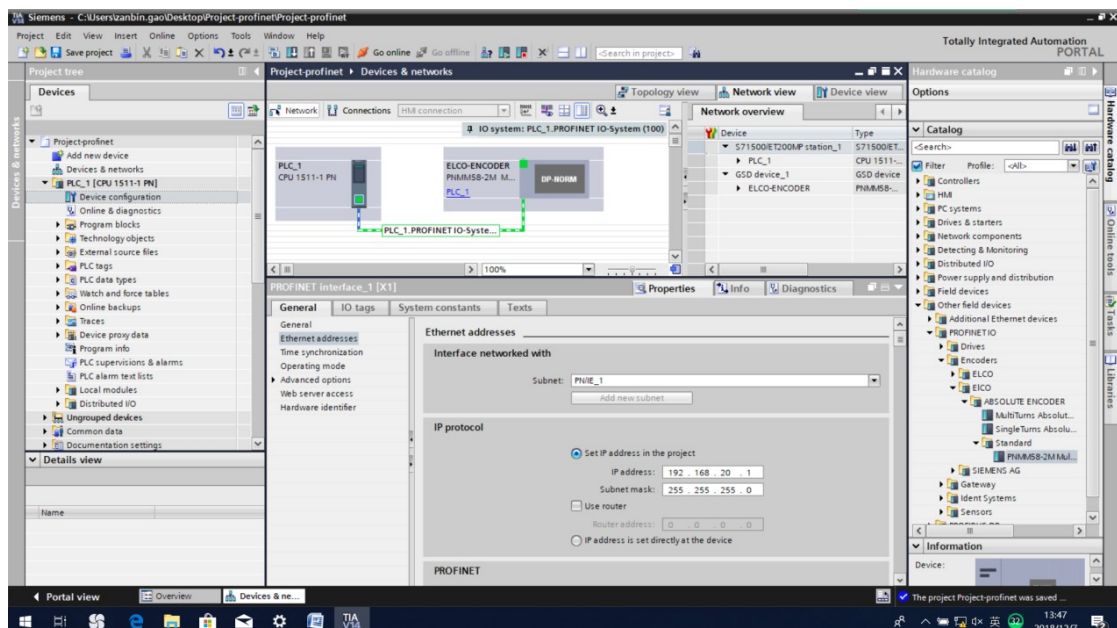 Siemens - C:\Users\zanbin.gao\Desktop\Project-profinet\Project-profinet
Project Edit View Insert Online Options Tools Window Help
Totally Integrated Automation
PORTAL
Save project
Go online Go offline
<Search in project>
Project tree
Project-profinet ▸ Devices & networks
Hardware catalog
Devices
Topology view Network view Device view
Options
Network Connections HMI connection
Network overview
IO system: PLC_1.PROFINET IO-System (100)
PLC_1
CPU 1511-1 PN
ELCO-ENCODER
PNMM58-2M M...
PLC_1
DP-NORM
PLC_1.PROFINET IO-Syste...
100%
Device Type
S71500/ET200MP station_1 S71500/ET...
PLC_1 CPU 1511-...
GSD device_1 GSD device
ELCO-ENCODER PNMM58-...
Project-profinet
Add new device
Devices & networks
PLC_1 [CPU 1511-1 PN]
Device configuration
Online & diagnostics
Program blocks
Technology objects
External source files
PLC tags
PLC data types
Watch and force tables
Online backups
Traces
Device proxy data
Program info
PLC supervisions & alarms
PLC alarm text lists
Local modules
Distributed I/O
Ungrouped devices
Common data
Documentation settings
Details view
Name
PROFINET interface_1 [X1]
Properties Info Diagnostics
General IO tags System constants Texts
General
Ethernet addresses
Time synchronization
Operating mode
Advanced options
Web server access
Hardware identifier
Ethernet addresses
Interface networked with
Subnet: PN/IE_1
Add new subnet
IP protocol
Set IP address in the project
IP address: 192 . 168 . 20 . 1
Subnet mask: 255 . 255 . 255 . 0
Use router
Router address: 0 . 0 . 0 . 0
IP address is set directly at the device
PROFINET
Catalog
<Search>
Filter Profile: <All>
Controllers
HMI
PC systems
Drives & starters
Network components
Detecting & Monitoring
Distributed I/O
Power supply and distribution
Field devices
Other field devices
Additional Ethernet devices
PROFINET IO
Drives
Encoders
ELCO
EICO
ABSOLUTE ENCODER
MultiTurns Absolut...
SingleTurns Absolu...
Standard
PNMM58-2M Mul...
SIEMENS AG
Gateway
Ident Systems
Sensors
Information
Device:
Devices & networks
Hardware catalog
Online tools
Tasks
Libraries
Portal view Overview Devices & ne...
The project Project-profinet was saved ...
TIA
V14
英
32
13:47
2018/12/7